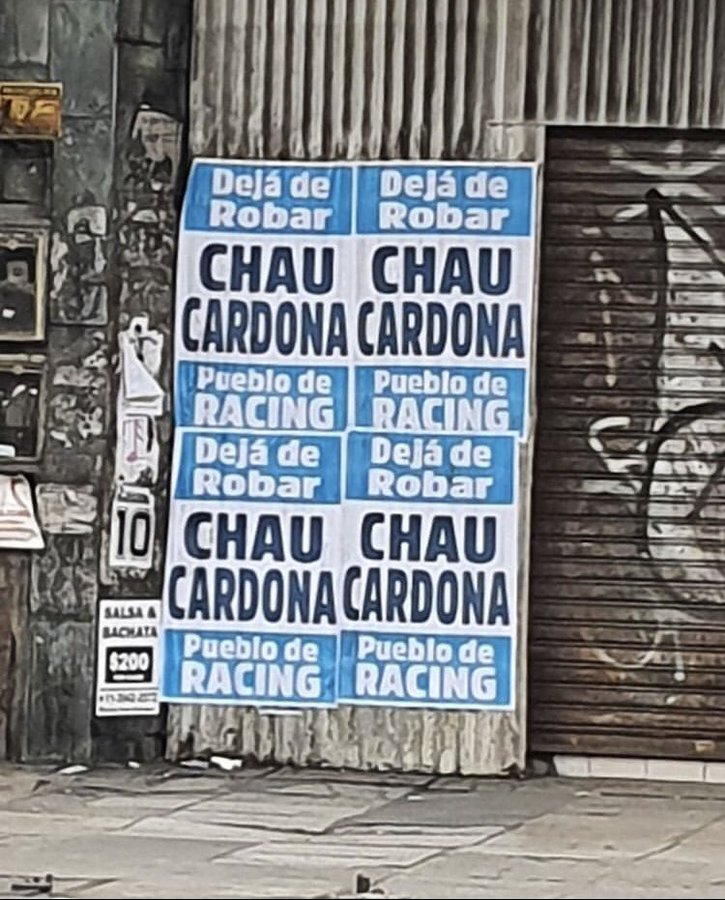 Dejá de
Robar
CHAU
CARDONA
Pueblo de
RACING
Dejá de
Robar
CHAU
CARDONA
Pueblo de
RACING
Dejá de
Robar
CHAU
CARDONA
Pueblo de
RACING
Dejá de
Robar
CHAU
CARDONA
Pueblo de
RACING
10
SALSA &
BACHATA
$200